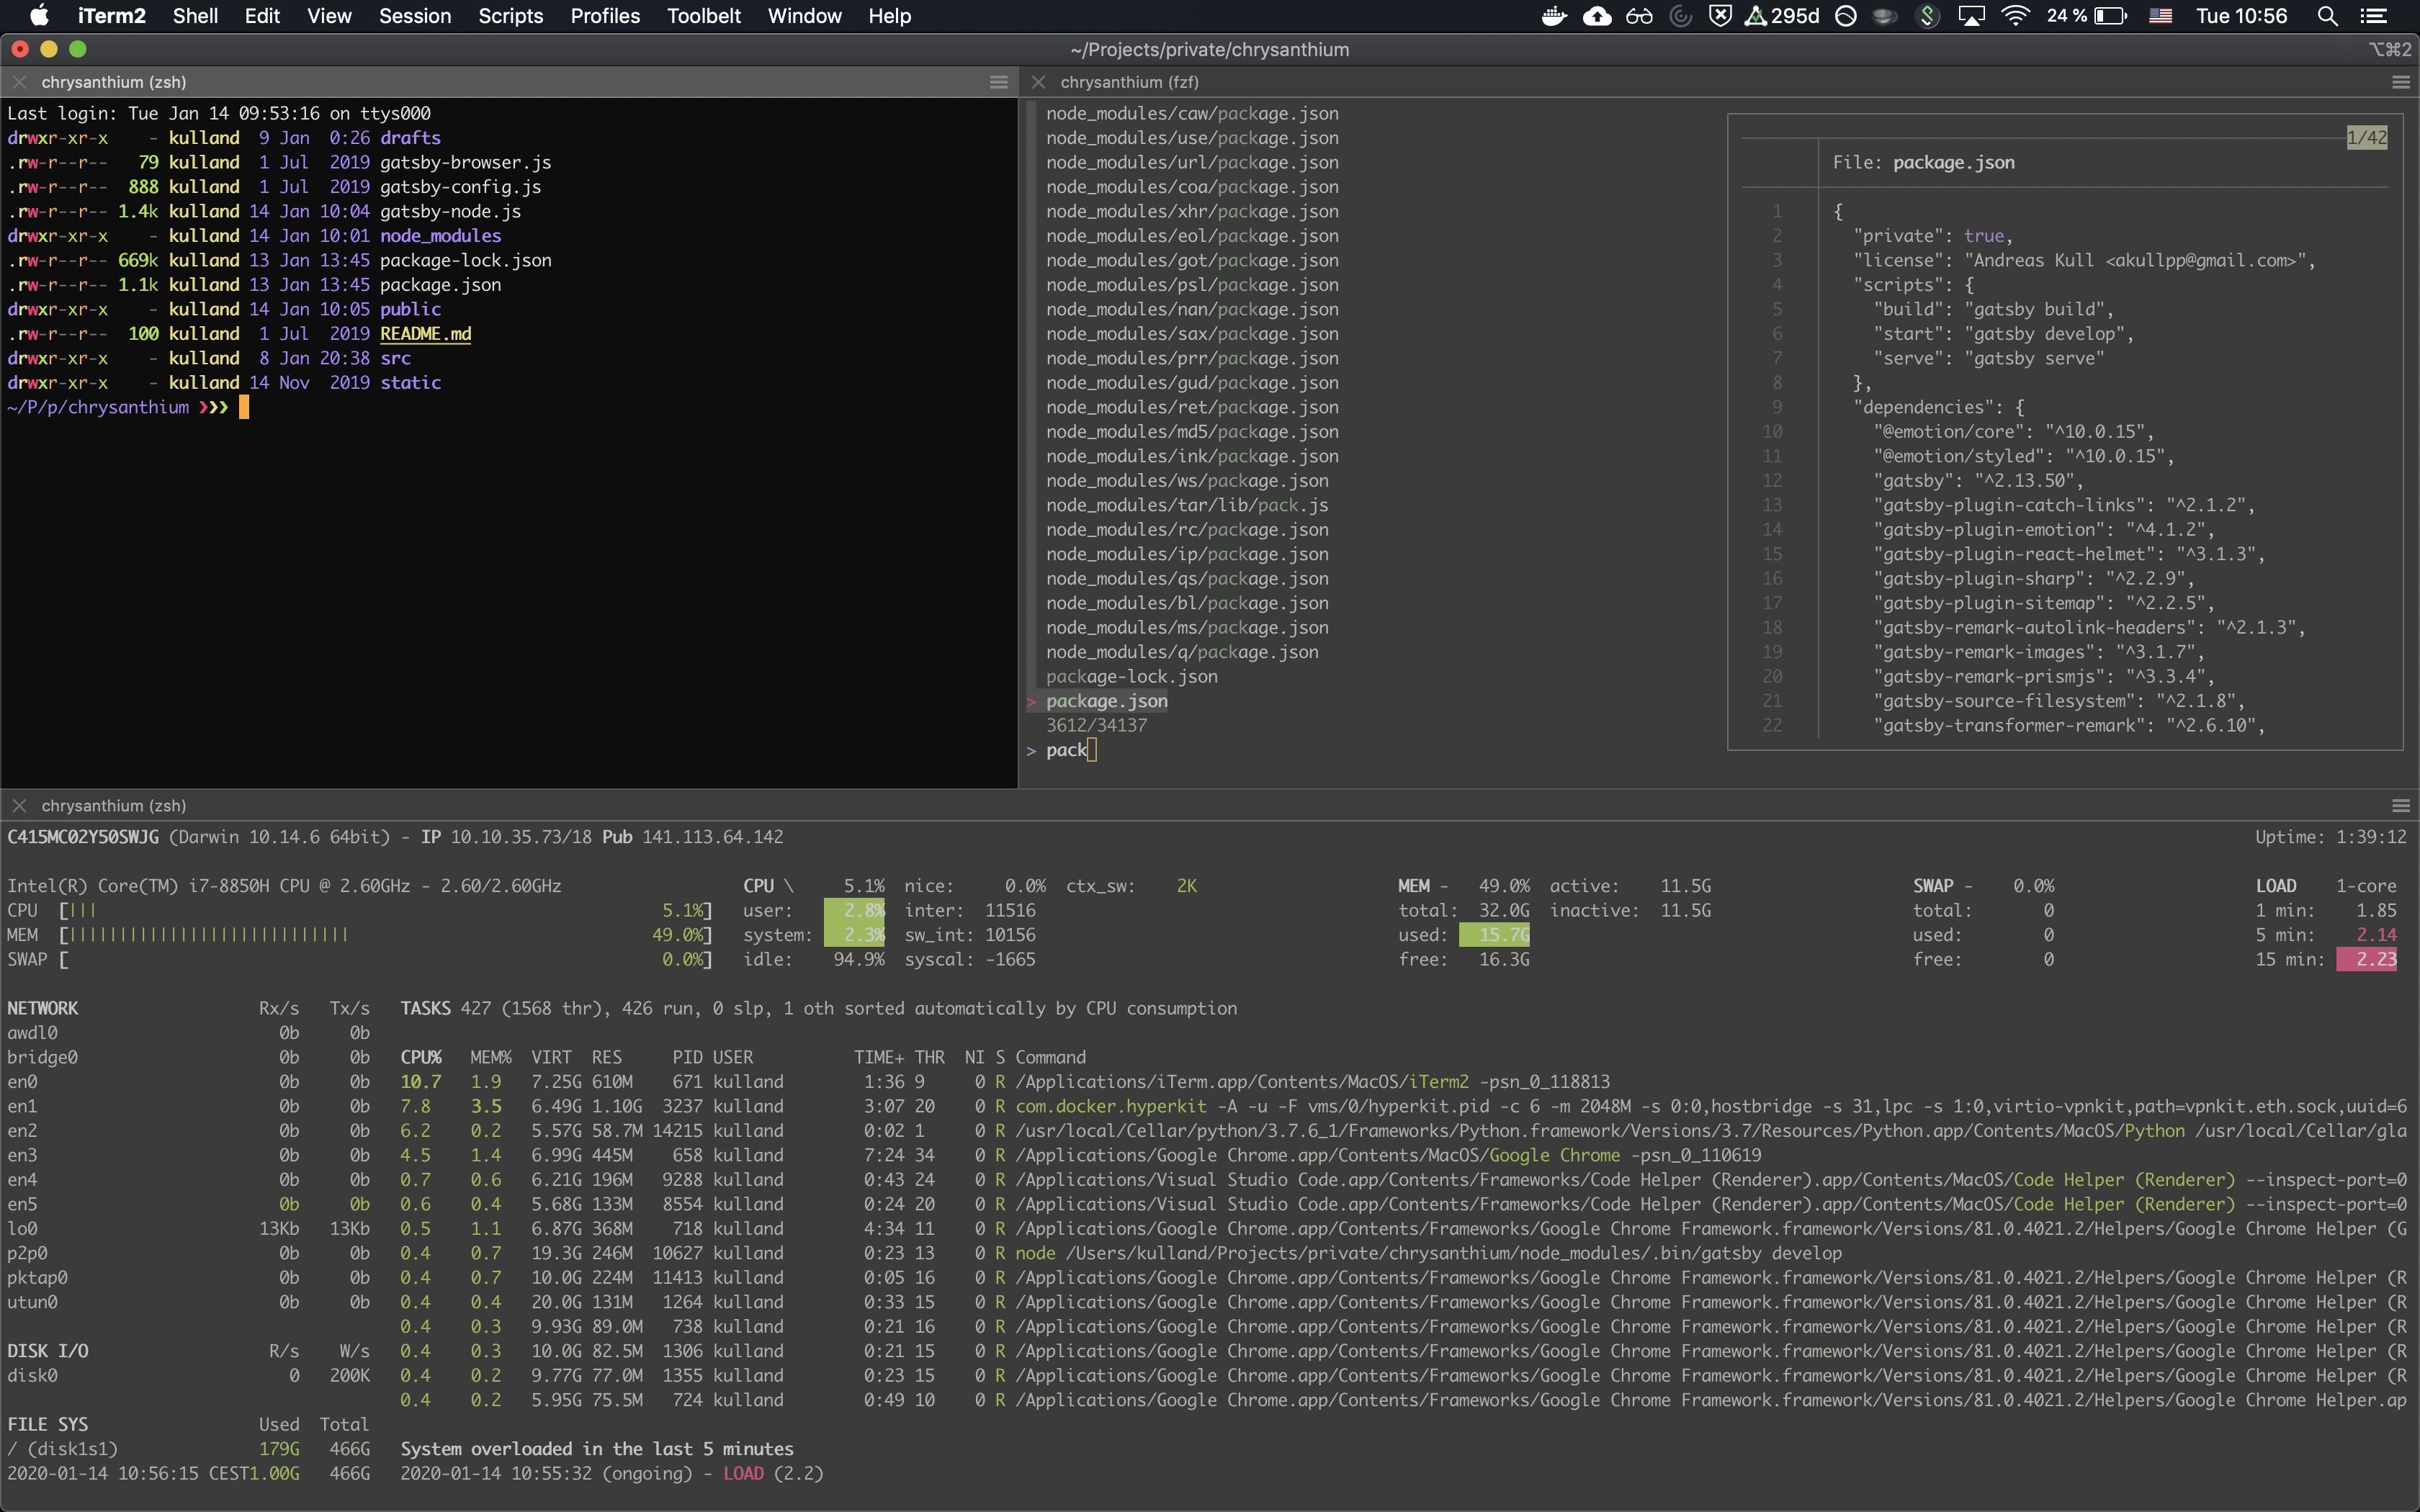 iTerm2 Shell Edit View Session Scripts Profiles Toolbelt Window Help 295d 24 % Tue 10:56
~/Projects/private/chrysanthium ⌥⌘2
chrysanthium (zsh)
Last login: Tue Jan 14 09:53:16 on ttys000
drwxr-xr-x - kulland 9 Jan 0:26 drafts
.rw-r--r-- 79 kulland 1 Jul 2019 gatsby-browser.js
.rw-r--r-- 888 kulland 1 Jul 2019 gatsby-config.js
.rw-r--r-- 1.4k kulland 14 Jan 10:04 gatsby-node.js
drwxr-xr-x - kulland 14 Jan 10:01 node_modules
.rw-r--r-- 669k kulland 13 Jan 13:45 package-lock.json
.rw-r--r-- 1.1k kulland 13 Jan 13:45 package.json
drwxr-xr-x - kulland 14 Jan 10:05 public
.rw-r--r-- 100 kulland 1 Jul 2019 README.md
drwxr-xr-x - kulland 8 Jan 20:38 src
drwxr-xr-x - kulland 14 Nov 2019 static
~/P/p/chrysanthium ❯❯❯
chrysanthium (fzf)
node_modules/caw/package.json
node_modules/use/package.json
node_modules/url/package.json
node_modules/coa/package.json
node_modules/xhr/package.json
node_modules/eol/package.json
node_modules/got/package.json
node_modules/psl/package.json
node_modules/nan/package.json
node_modules/sax/package.json
node_modules/prr/package.json
node_modules/gud/package.json
node_modules/ret/package.json
node_modules/md5/package.json
node_modules/ink/package.json
node_modules/ws/package.json
node_modules/tar/lib/pack.js
node_modules/rc/package.json
node_modules/ip/package.json
node_modules/qs/package.json
node_modules/bl/package.json
node_modules/ms/package.json
node_modules/q/package.json
package-lock.json
> package.json
3612/34137
> pack
1/42
File: package.json
1 {
2 "private": true,
3 "license": "Andreas Kull <akullpp@gmail.com>",
4 "scripts": {
5 "build": "gatsby build",
6 "start": "gatsby develop",
7 "serve": "gatsby serve"
8 },
9 "dependencies": {
10 "@emotion/core": "^10.0.15",
11 "@emotion/styled": "^10.0.15",
12 "gatsby": "^2.13.50",
13 "gatsby-plugin-catch-links": "^2.1.2",
14 "gatsby-plugin-emotion": "^4.1.2",
15 "gatsby-plugin-react-helmet": "^3.1.3",
16 "gatsby-plugin-sharp": "^2.2.9",
17 "gatsby-plugin-sitemap": "^2.2.5",
18 "gatsby-remark-autolink-headers": "^2.1.3",
19 "gatsby-remark-images": "^3.1.7",
20 "gatsby-remark-prismjs": "^3.3.4",
21 "gatsby-source-filesystem": "^2.1.8",
22 "gatsby-transformer-remark": "^2.6.10",
chrysanthium (zsh)
C415MC02Y50SWJG (Darwin 10.14.6 64bit) - IP 10.10.35.73/18 Pub 141.113.64.142 Uptime: 1:39:12
Intel(R) Core(TM) i7-8850H CPU @ 2.60GHz - 2.60/2.60GHz CPU \ 5.1% nice: 0.0% ctx_sw: 2K MEM - 49.0% active: 11.5G SWAP - 0.0% LOAD 1-core
CPU [||| 5.1%] user: 2.8% inter: 11516 total: 32.0G inactive: 11.5G total: 0 1 min: 1.85
MEM [|||||||||||||||||||||||||||| 49.0%] system: 2.3% sw_int: 10156 used: 15.7G used: 0 5 min: 2.14
SWAP [ 0.0%] idle: 94.9% syscal: -1665 free: 16.3G free: 0 15 min: 2.23
NETWORK Rx/s Tx/s
awdl0 0b 0b
bridge0 0b 0b
en0 0b 0b
en1 0b 0b
en2 0b 0b
en3 0b 0b
en4 0b 0b
en5 0b 0b
lo0 13Kb 13Kb
p2p0 0b 0b
pktap0 0b 0b
utun0 0b 0b
DISK I/O R/s W/s
disk0 0 200K
FILE SYS Used Total
/ (disk1s1) 179G 466G
2020-01-14 10:56:15 CEST1.00G 466G
TASKS 427 (1568 thr), 426 run, 0 slp, 1 oth sorted automatically by CPU consumption
CPU% MEM% VIRT RES PID USER TIME+ THR NI S Command
10.7 1.9 7.25G 610M 671 kulland 1:36 9 0 R /Applications/iTerm.app/Contents/MacOS/iTerm2 -psn_0_118813
7.8 3.5 6.49G 1.10G 3237 kulland 3:07 20 0 R com.docker.hyperkit -A -u -F vms/0/hyperkit.pid -c 6 -m 2048M -s 0:0,hostbridge -s 31,lpc -s 1:0,virtio-vpnkit,path=vpnkit.eth.sock,uuid=6
6.2 0.2 5.57G 58.7M 14215 kulland 0:02 1 0 R /usr/local/Cellar/python/3.7.6_1/Frameworks/Python.framework/Versions/3.7/Resources/Python.app/Contents/MacOS/Python /usr/local/Cellar/gla
4.5 1.4 6.99G 445M 658 kulland 7:24 34 0 R /Applications/Google Chrome.app/Contents/MacOS/Google Chrome -psn_0_110619
0.7 0.6 6.21G 196M 9288 kulland 0:43 24 0 R /Applications/Visual Studio Code.app/Contents/Frameworks/Code Helper (Renderer).app/Contents/MacOS/Code Helper (Renderer) --inspect-port=0
0.6 0.4 5.68G 133M 8554 kulland 0:24 20 0 R /Applications/Visual Studio Code.app/Contents/Frameworks/Code Helper (Renderer).app/Contents/MacOS/Code Helper (Renderer) --inspect-port=0
0.5 1.1 6.87G 368M 718 kulland 4:34 11 0 R /Applications/Google Chrome.app/Contents/Frameworks/Google Chrome Framework.framework/Versions/81.0.4021.2/Helpers/Google Chrome Helper (G
0.4 0.7 19.3G 246M 10627 kulland 0:23 13 0 R node /Users/kulland/Projects/private/chrysanthium/node_modules/.bin/gatsby develop
0.4 0.7 10.0G 224M 11413 kulland 0:05 16 0 R /Applications/Google Chrome.app/Contents/Frameworks/Google Chrome Framework.framework/Versions/81.0.4021.2/Helpers/Google Chrome Helper (R
0.4 0.4 20.0G 131M 1264 kulland 0:33 15 0 R /Applications/Google Chrome.app/Contents/Frameworks/Google Chrome Framework.framework/Versions/81.0.4021.2/Helpers/Google Chrome Helper (R
0.4 0.3 9.93G 89.0M 738 kulland 0:21 16 0 R /Applications/Google Chrome.app/Contents/Frameworks/Google Chrome Framework.framework/Versions/81.0.4021.2/Helpers/Google Chrome Helper (R
0.4 0.3 10.0G 82.5M 1306 kulland 0:21 15 0 R /Applications/Google Chrome.app/Contents/Frameworks/Google Chrome Framework.framework/Versions/81.0.4021.2/Helpers/Google Chrome Helper (R
0.4 0.2 9.77G 77.0M 1355 kulland 0:23 15 0 R /Applications/Google Chrome.app/Contents/Frameworks/Google Chrome Framework.framework/Versions/81.0.4021.2/Helpers/Google Chrome Helper (R
0.4 0.2 5.95G 75.5M 724 kulland 0:49 10 0 R /Applications/Google Chrome.app/Contents/Frameworks/Google Chrome Framework.framework/Versions/81.0.4021.2/Helpers/Google Chrome Helper.ap
System overloaded in the last 5 minutes
2020-01-14 10:55:32 (ongoing) - LOAD (2.2)